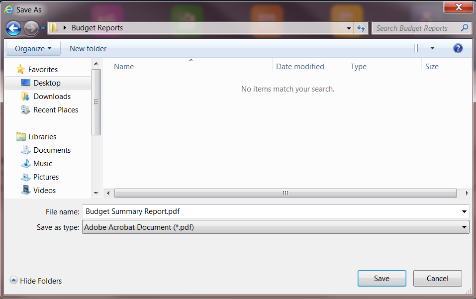 Save As
Budget Reports
Search Budget Reports
Organize
New folder
Name
Date modified
Type
Size
Favorites
Desktop
Downloads
Recent Places
Libraries
Documents
Music
Pictures
Videos
No items match your search.
File name:
Budget Summary Report.pdf
Save as type:
Adobe Acrobat Document (*.pdf)
Hide Folders
Save
Cancel